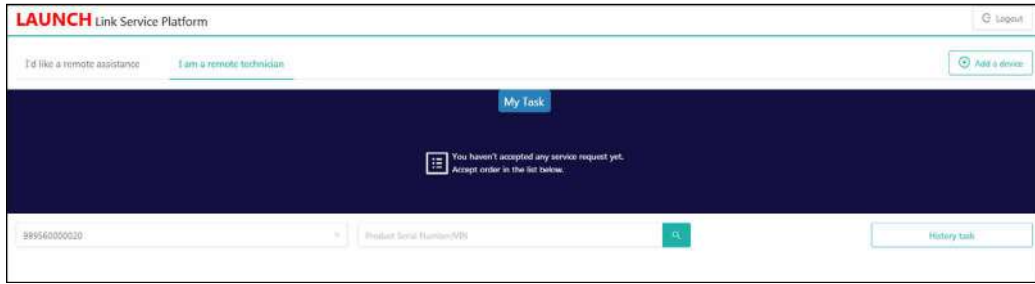 LAUNCH Link Service Platform
Logout
I'd like a remote assistance
I am a remote technician
Add a device
My Task
You haven't accepted any service request yet.
Accept order in the list below.
989560000020
Product Serial Number/VIN
History task